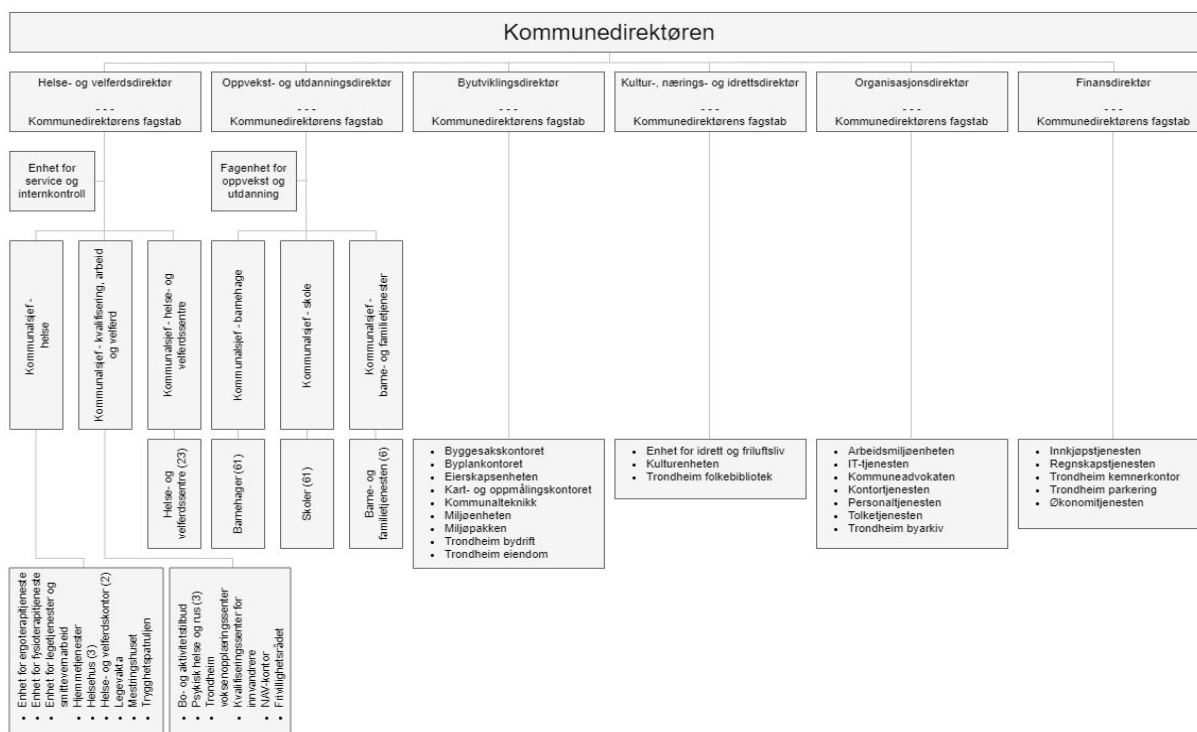 Kommunedirektøren
Helse- og velferdsdirektør
- - -
Kommunedirektørens fagstab
Oppvekst- og utdanningsdirektør
- - -
Kommunedirektørens fagstab
Byutviklingsdirektør
- - -
Kommunedirektørens fagstab
Kultur-, nærings- og idrettsdirektør
- - -
Kommunedirektørens fagstab
Organisasjonsdirektør
- - -
Kommunedirektørens fagstab
Finansdirektør
- - -
Kommunedirektørens fagstab
Enhet for
service og
internkontroll
Fagenhet for
oppvekst og
utdanning
Kommunalsjef -
helse
Kommunalsjef - kvalifisering, arbeid
og velferd
Kommunalsjef - helse- og
velferdssentre
Kommunalsjef - barnehage
Kommunalsjef - skole
Kommunalsjef
barne- og familietjenester
Helse- og
velferdssentre (23)
Barnehager (61)
Skoler (61)
Barne- og
familietjenesten (6)
• Byggesakskontoret
• Byplankontoret
• Eierskapsenheten
• Kart- og oppmålingskontoret
• Kommunalteknikk
• Miljøenheten
• Miljøpakken
• Trondheim bydrift
• Trondheim eiendom
• Enhet for idrett og friluftsliv
• Kulturenheten
• Trondheim folkebibliotek
• Arbeidsmiljøenheten
• IT-tjenesten
• Kommuneadvokaten
• Kontortjenesten
• Personaltjenesten
• Tolketjenesten
• Trondheim byarkiv
• Innkjøpstjenesten
• Regnskapstjenesten
• Trondheim kemnerkontor
• Trondheim parkering
• Økonomitjenesten
• Enhet for ergoterapitjeneste
• Enhet for fysioterapitjeneste
• Enhet for legetjenester og
smittevernarbeid
• Hjemmetjenester
• Helsehus (3)
• Helse- og velferdskontor (2)
• Legevakta
• Mestringshuset
• Trygghetspatruljen
• Bo- og aktivitetstilbud
• Psykisk helse og rus (3)
• Trondheim
voksenopplæringssenter
• Kvalifiseringssenter for
innvandrere
• NAV-kontor
• Frivillighetsrådet